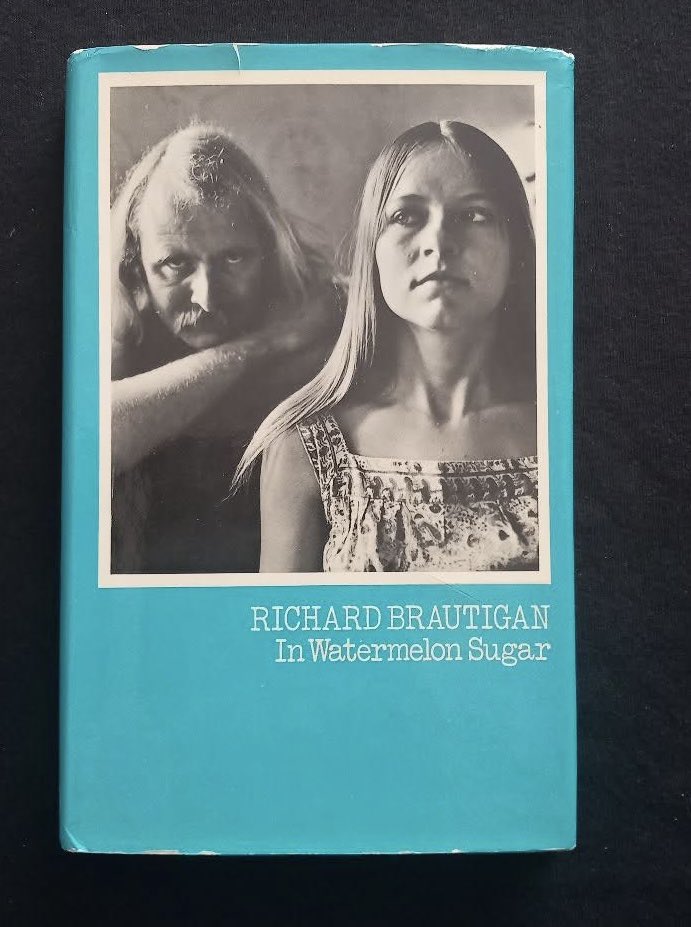 RICHARD BRAUTIGAN
In Watermelon Sugar